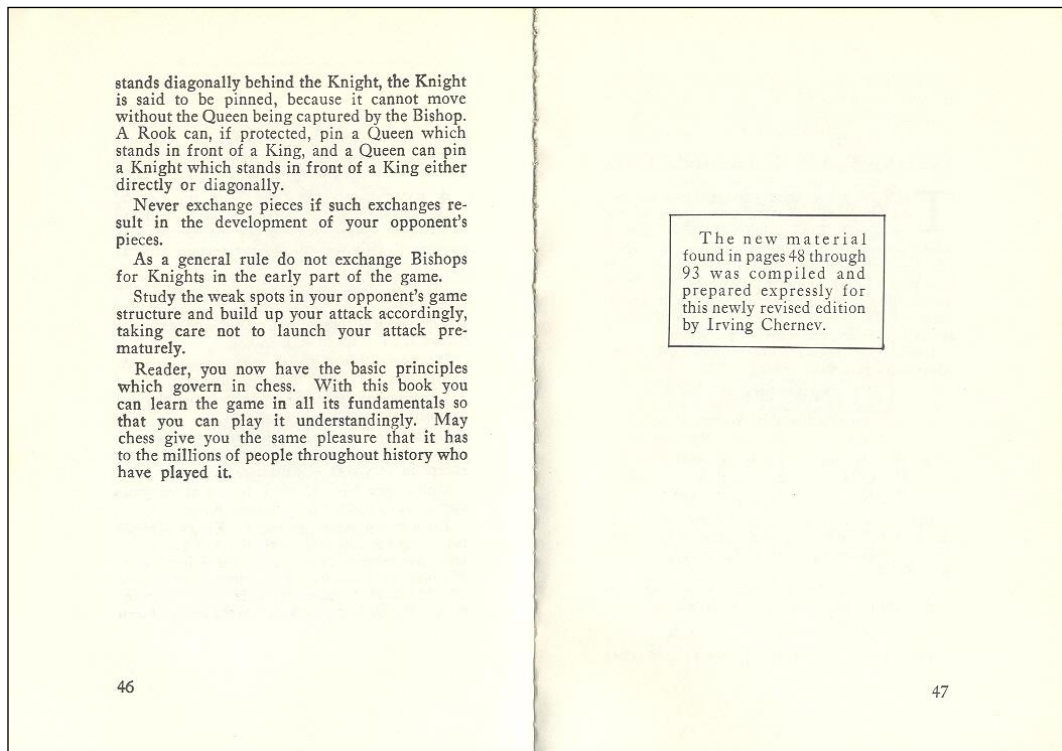 stands diagonally behind the Knight, the Knight
is said to be pinned, because it cannot move
without the Queen being captured by the Bishop.
A Rook can, if protected, pin a Queen which
stands in front of a King, and a Queen can pin
a Knight which stands in front of a King either
directly or diagonally.
Never exchange pieces if such exchanges re-
sult in the development of your opponent's
pieces.
As a general rule do not exchange Bishops
for Knights in the early part of the game.
Study the weak spots in your opponent's game
structure and build up your attack accordingly,
taking care not to launch your attack pre-
maturely.
Reader, you now have the basic principles
which govern in chess. With this book you
can learn the game in all its fundamentals so
that you can play it understandingly. May
chess give you the same pleasure that it has
to the millions of people throughout history who
have played it.
46
The new material
found in pages 48 through
93 was compiled and
prepared expressly for
this newly revised edition
by Irving Chernev.
47